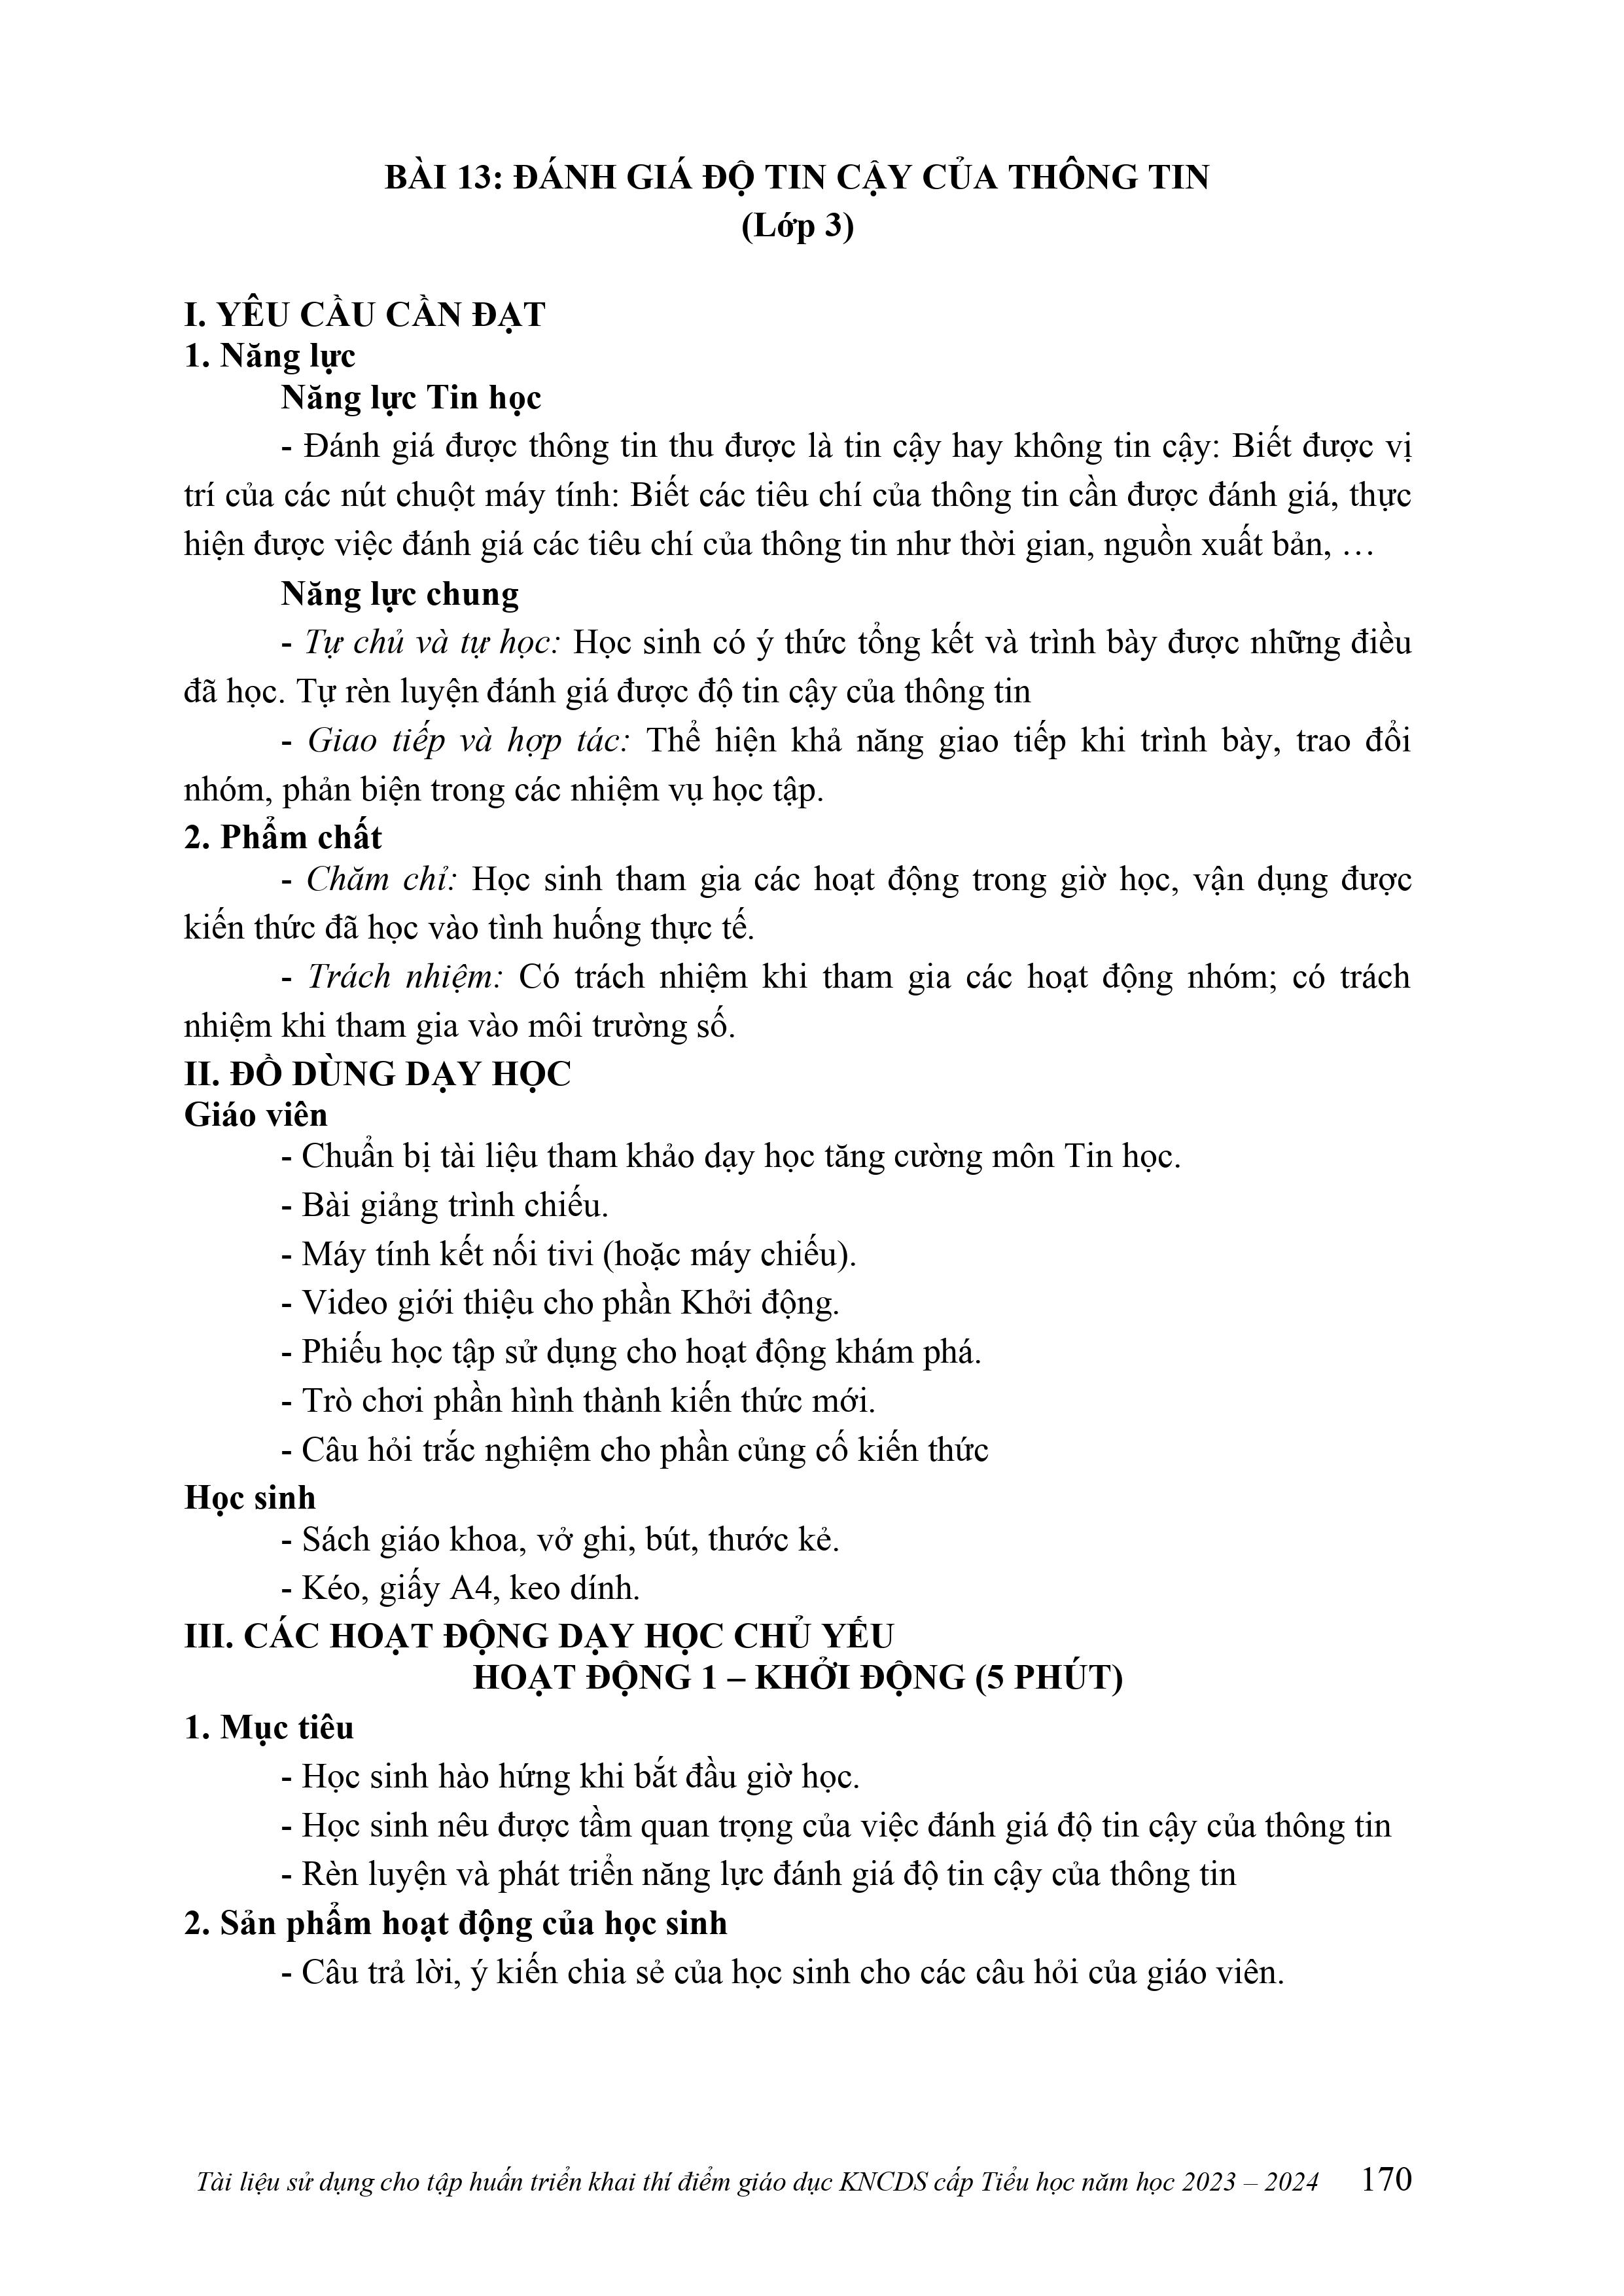 BÀI 13: ĐÁNH GIÁ ĐỘ TIN CẬY CỦA THÔNG TIN
(Lớp 3)
I. YÊU CẦU CẦN ĐẠT
1. Năng lực
Năng lực Tin học
- Đánh giá được thông tin thu được là tin cậy hay không tin cậy: Biết được vị
trí của các nút chuột máy tính: Biết các tiêu chí của thông tin cần được đánh giá, thực
hiện được việc đánh giá các tiêu chí của thông tin như thời gian, nguồn xuất bản, …
Năng lực chung
- Tự chủ và tự học: Học sinh có ý thức tổng kết và trình bày được những điều
đã học. Tự rèn luyện đánh giá được độ tin cậy của thông tin
- Giao tiếp và hợp tác: Thể hiện khả năng giao tiếp khi trình bày, trao đổi
nhóm, phản biện trong các nhiệm vụ học tập.
2. Phẩm chất
- Chăm chỉ: Học sinh tham gia các hoạt động trong giờ học, vận dụng được
kiến thức đã học vào tình huống thực tế.
- Trách nhiệm: Có trách nhiệm khi tham gia các hoạt động nhóm; có trách
nhiệm khi tham gia vào môi trường số.
II. ĐỒ DÙNG DẠY HỌC
Giáo viên
- Chuẩn bị tài liệu tham khảo dạy học tăng cường môn Tin học.
- Bài giảng trình chiếu.
- Máy tính kết nối tivi (hoặc máy chiếu).
- Video giới thiệu cho phần Khởi động.
- Phiếu học tập sử dụng cho hoạt động khám phá.
- Trò chơi phần hình thành kiến thức mới.
- Câu hỏi trắc nghiệm cho phần củng cố kiến thức
Học sinh
- Sách giáo khoa, vở ghi, bút, thước kẻ.
- Kéo, giấy A4, keo dính.
III. CÁC HOẠT ĐỘNG DẠY HỌC CHỦ YẾU
HOẠT ĐỘNG 1 – KHỞI ĐỘNG (5 PHÚT)
1. Mục tiêu
- Học sinh hào hứng khi bắt đầu giờ học.
- Học sinh nêu được tầm quan trọng của việc đánh giá độ tin cậy của thông tin
- Rèn luyện và phát triển năng lực đánh giá độ tin cậy của thông tin
2. Sản phẩm hoạt động của học sinh
- Câu trả lời, ý kiến chia sẻ của học sinh cho các câu hỏi của giáo viên.
Tài liệu sử dụng cho tập huấn triển khai thí điểm giáo dục KNCDS cấp Tiểu học năm học 2023 – 2024 170